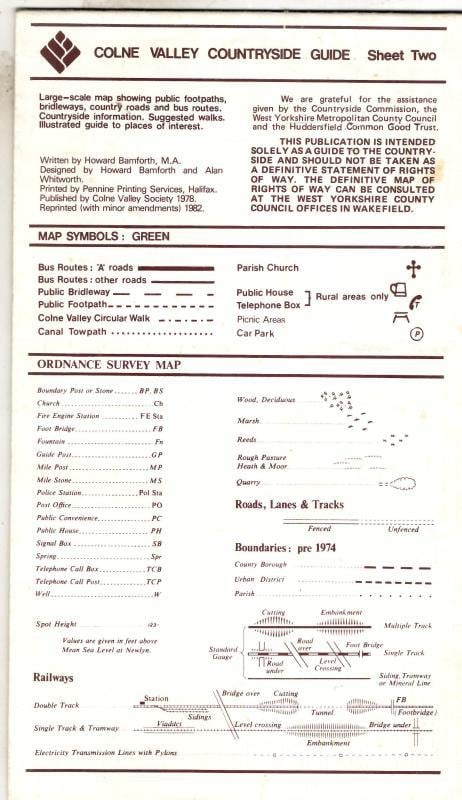 COLNE VALLEY COUNTRYSIDE GUIDE Sheet Two
Large-scale map showing public footpaths,
bridleways, country roads and bus routes.
Countryside information. Suggested walks.
Illustrated guide to places of interest.
Written by Howard Bamforth, M.A.
Designed by Howard Bamforth and Alan
Whitworth.
Printed by Pennine Printing Services, Halifax.
Published by Colne Valley Society 1978.
Reprinted (with minor amendments) 1982.
We are grateful for the assistance
given by the Countryside Commission, the
West Yorkshire Metropolitan County Council
and the Huddersfield Common Good Trust.
THIS PUBLICATION IS INTENDED
SOLELY AS A GUIDE TO THE COUNTRY-
SIDE AND SHOULD NOT BE TAKEN AS
A DEFINITIVE STATEMENT OF RIGHTS
OF WAY. THE DEFINITIVE MAP OF
RIGHTS OF WAY CAN BE CONSULTED
AT THE WEST YORKSHIRE COUNTY
COUNCIL OFFICES IN WAKEFIELD.
MAP SYMBOLS: GREEN
Bus Routes: 'A' roads
Bus Routes: other roads
Public Bridleway
Public Footpath
Colne Valley Circular Walk
Canal Towpath
Parish Church
Public House
Telephone Box
Rural areas only
T
Picnic Areas
Car Park
P
ORDNANCE SURVEY MAP
Boundary Post or Stone BP, BS
Church Ch
Fire Engine Station F E Sta
Foot Bridge FB
Fountain Fn
Guide Post GP
Mile Post MP
Mile Stone MS
Police Station Pol Sta
Post Office PO
Public Convenience PC
Public House PH
Signal Box SB
Spring Spr
Telephone Call Box TCB
Telephone Call Post TCP
Well W
Spot Height ·123·
Values are given in feet above
Mean Sea Level at Newlyn.
Wood, Deciduous
Marsh
Reeds
Rough Pasture
Heath & Moor
Quarry
Roads, Lanes & Tracks
Fenced Unfenced
Boundaries: pre 1974
County Borough
Urban District
Parish
Cutting Embankment
Multiple Track
Standard
Gauge
Road
over
Foot Bridge
Single Track
Road
under
Level
Crossing
Siding, Tramway
or Mineral Line
Railways
Double Track
Station
Sidings
Bridge over
Cutting
Tunnel
FB
(Footbridge)
Single Track & Tramway
Viaduct
Level crossing
Embankment
Bridge under
Electricity Transmission Lines with Pylons